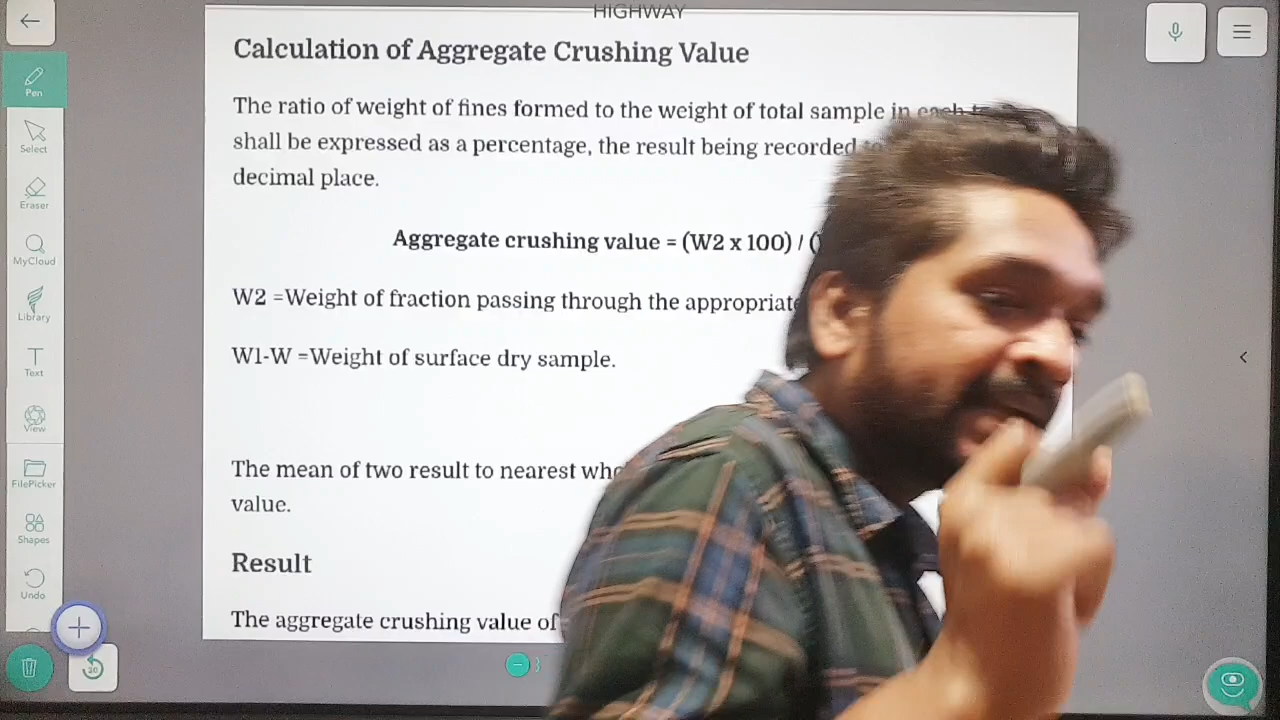 HIGHWAY
Calculation of Aggregate Crushing Value
The ratio of weight of fines formed to the weight of total sample in each
shall be expressed as a percentage, the result being recorded
decimal place.
Aggregate crushing value = (W2 x 100) / (
W2 =Weight of fraction passing through the appropriate
W1-W =Weight of surface dry sample.
The mean of two result to nearest
value.
Result
The aggregate crushing value of
Pen
Select
Eraser
MyCloud
Library
Text
View
FilePicker
Shapes
Undo
20